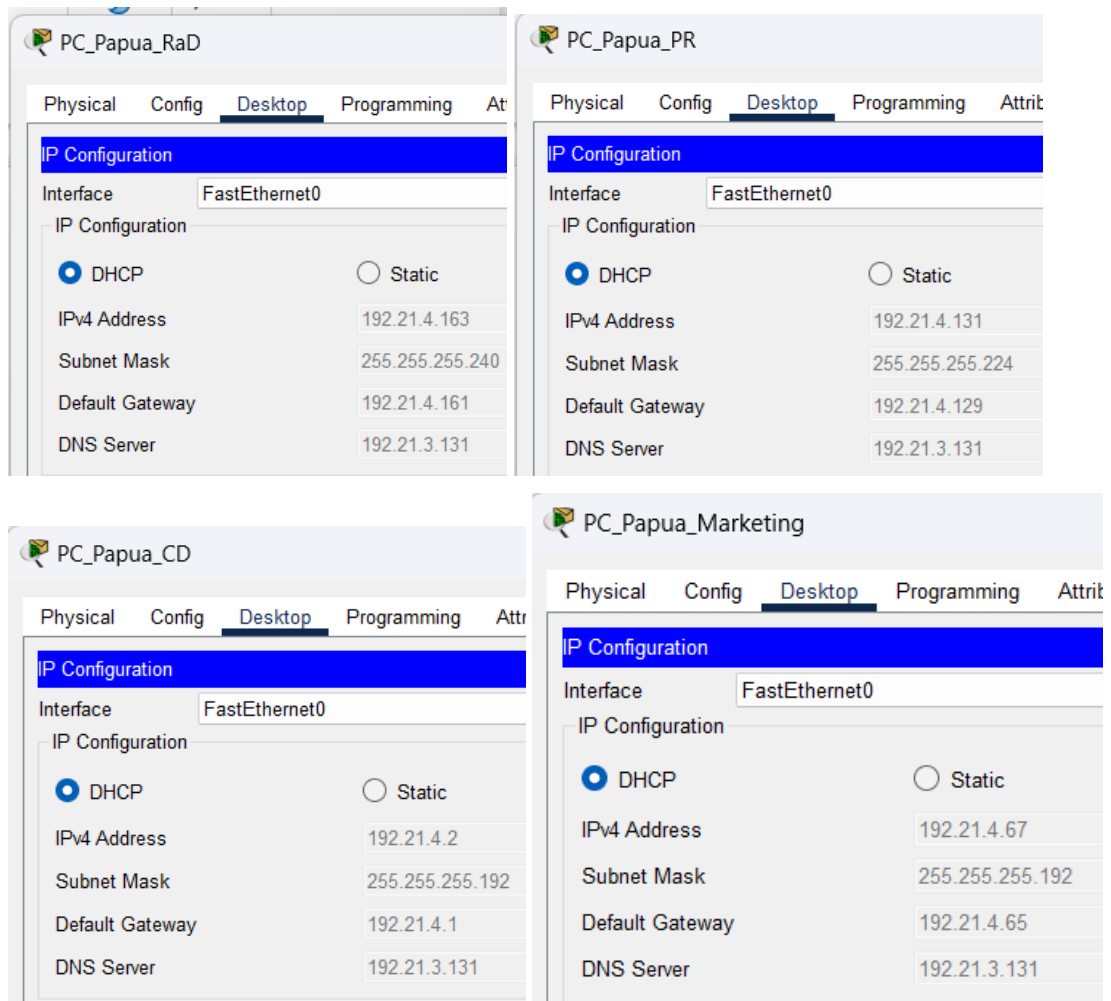 PC_Papua_RaD
Physical Config Desktop Programming At
IP Configuration
Interface FastEthernet0
IP Configuration
DHCP Static
IPv4 Address 192.21.4.163
Subnet Mask 255.255.255.240
Default Gateway 192.21.4.161
DNS Server 192.21.3.131
PC_Papua_PR
Physical Config Desktop Programming Attrib
IP Configuration
Interface FastEthernet0
IP Configuration
DHCP Static
IPv4 Address 192.21.4.131
Subnet Mask 255.255.255.224
Default Gateway 192.21.4.129
DNS Server 192.21.3.131
PC_Papua_CD
Physical Config Desktop Programming Attr
IP Configuration
Interface FastEthernet0
IP Configuration
DHCP Static
IPv4 Address 192.21.4.2
Subnet Mask 255.255.255.192
Default Gateway 192.21.4.1
DNS Server 192.21.3.131
PC_Papua_Marketing
Physical Config Desktop Programming Attrib
IP Configuration
Interface FastEthernet0
IP Configuration
DHCP Static
IPv4 Address 192.21.4.67
Subnet Mask 255.255.255.192
Default Gateway 192.21.4.65
DNS Server 192.21.3.131